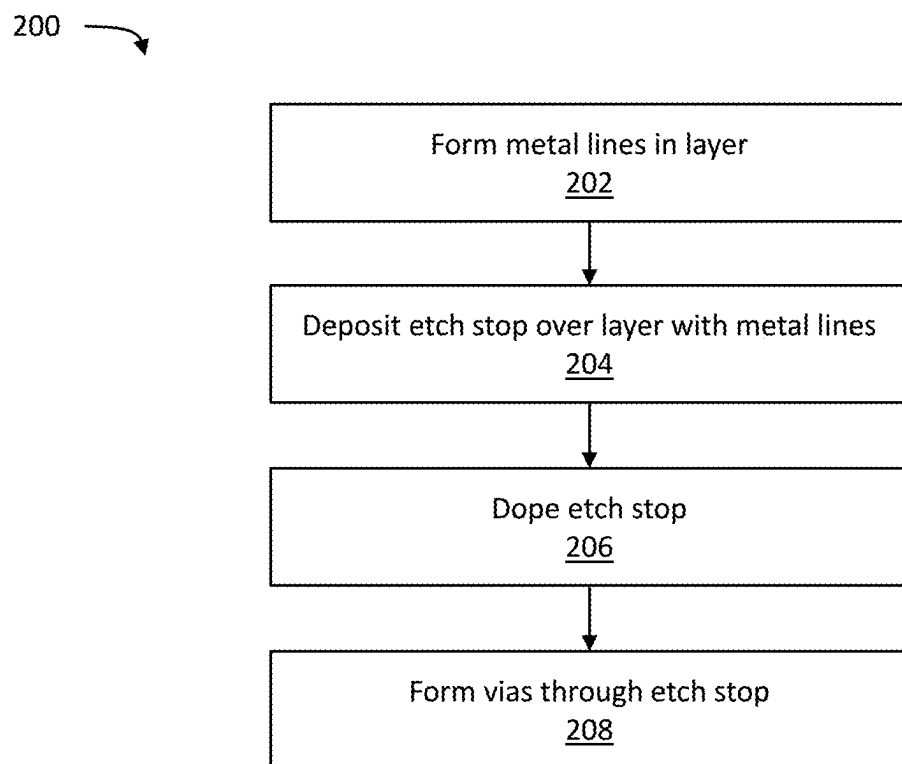 200
Form metal lines in layer
202
Deposit etch stop over layer with metal lines
204
Dope etch stop
206
Form vias through etch stop
208